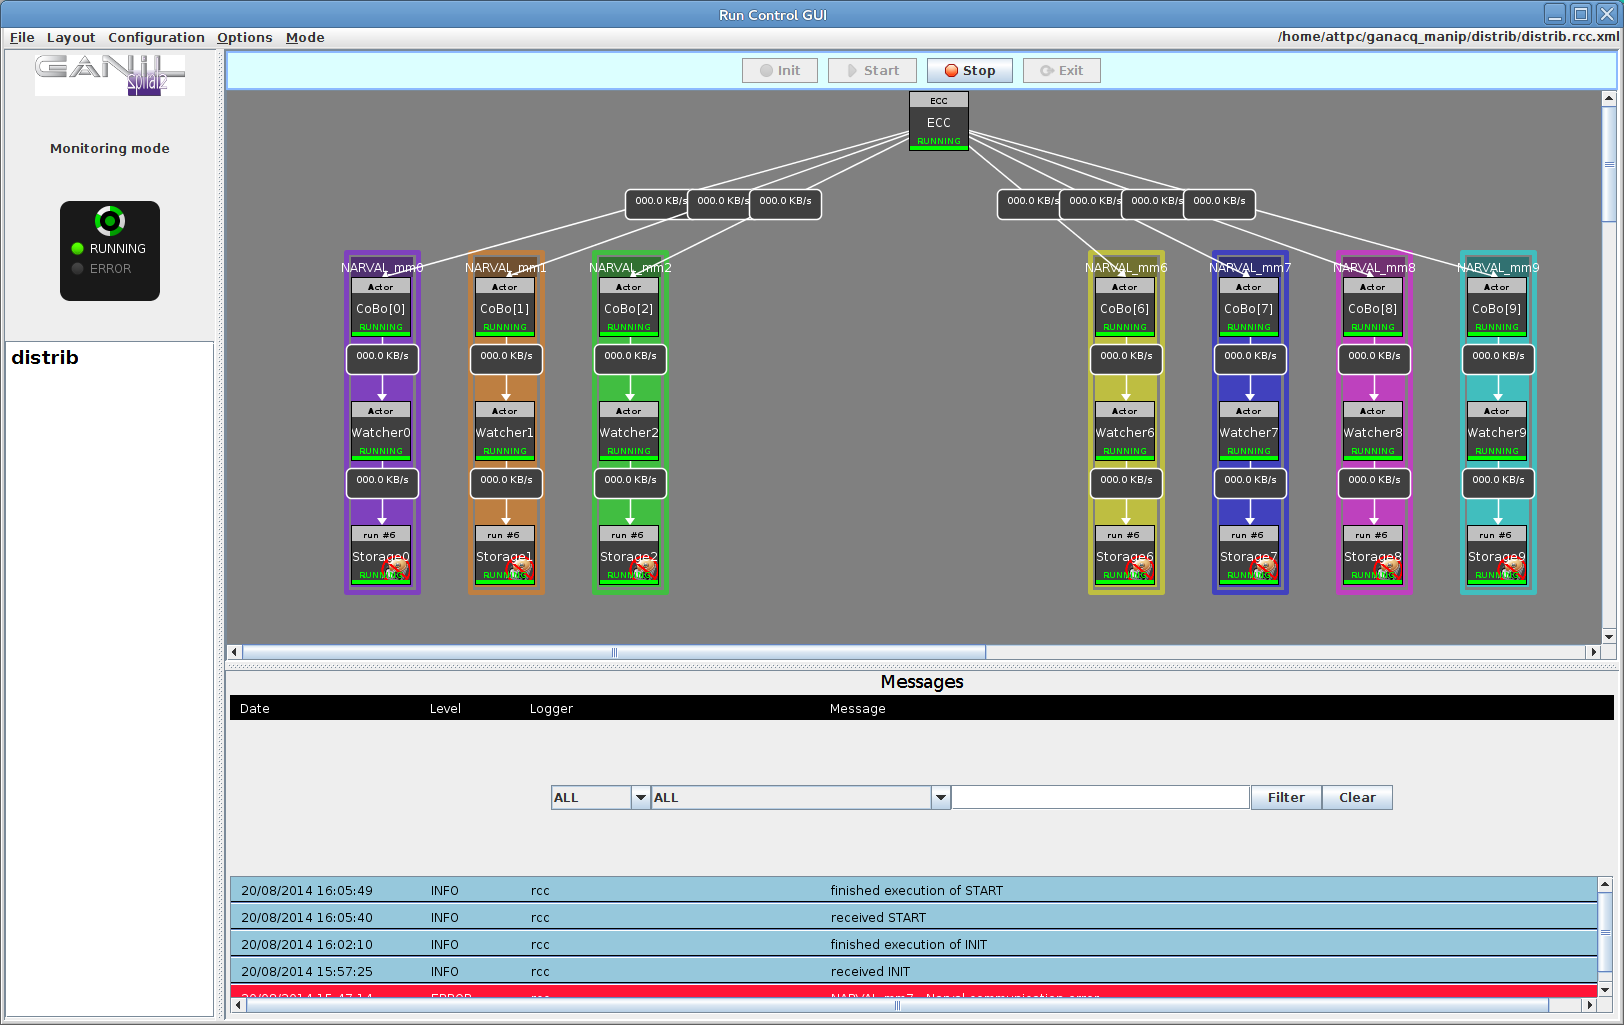 Run Control GUI
File Layout Configuration Options Mode
/home/attpc/ganacq_manip/distrib/distrib.rcc.xml
GANIL
Spiral2
Monitoring mode
RUNNING
ERROR
distrib
Init Start Stop Exit
ECC
ECC
RUNNING
000.0 KB/s 000.0 KB/s 000.0 KB/s 000.0 KB/s 000.0 KB/s 000.0 KB/s 000.0 KB/s
NARVAL_mm0 NARVAL_mm1 NARVAL_mm2 NARVAL_mm6 NARVAL_mm7 NARVAL_mm8 NARVAL_mm9
Actor Actor Actor Actor Actor Actor Actor
CoBo[0] CoBo[1] CoBo[2] CoBo[6] CoBo[7] CoBo[8] CoBo[9]
RUNNING RUNNING RUNNING RUNNING RUNNING RUNNING RUNNING
000.0 KB/s 000.0 KB/s 000.0 KB/s 000.0 KB/s 000.0 KB/s 000.0 KB/s 000.0 KB/s
Actor Actor Actor Actor Actor Actor Actor
Watcher0 Watcher1 Watcher2 Watcher6 Watcher7 Watcher8 Watcher9
RUNNING RUNNING RUNNING RUNNING RUNNING RUNNING RUNNING
000.0 KB/s 000.0 KB/s 000.0 KB/s 000.0 KB/s 000.0 KB/s 000.0 KB/s 000.0 KB/s
run #6 run #6 run #6 run #6 run #6 run #6 run #6
Storage0 Storage1 Storage2 Storage6 Storage7 Storage8 Storage9
RUNNING RUNNING RUNNING RUNNING RUNNING RUNNING RUNNING
Messages
Date Level Logger Message
ALL ALL Filter Clear
20/08/2014 16:05:49 INFO rcc finished execution of START
20/08/2014 16:05:40 INFO rcc received START
20/08/2014 16:02:10 INFO rcc finished execution of INIT
20/08/2014 15:57:25 INFO rcc received INIT
20/08/2014 15:47:14 ERROR rcc NARVAL_mm7 : Narval communication error